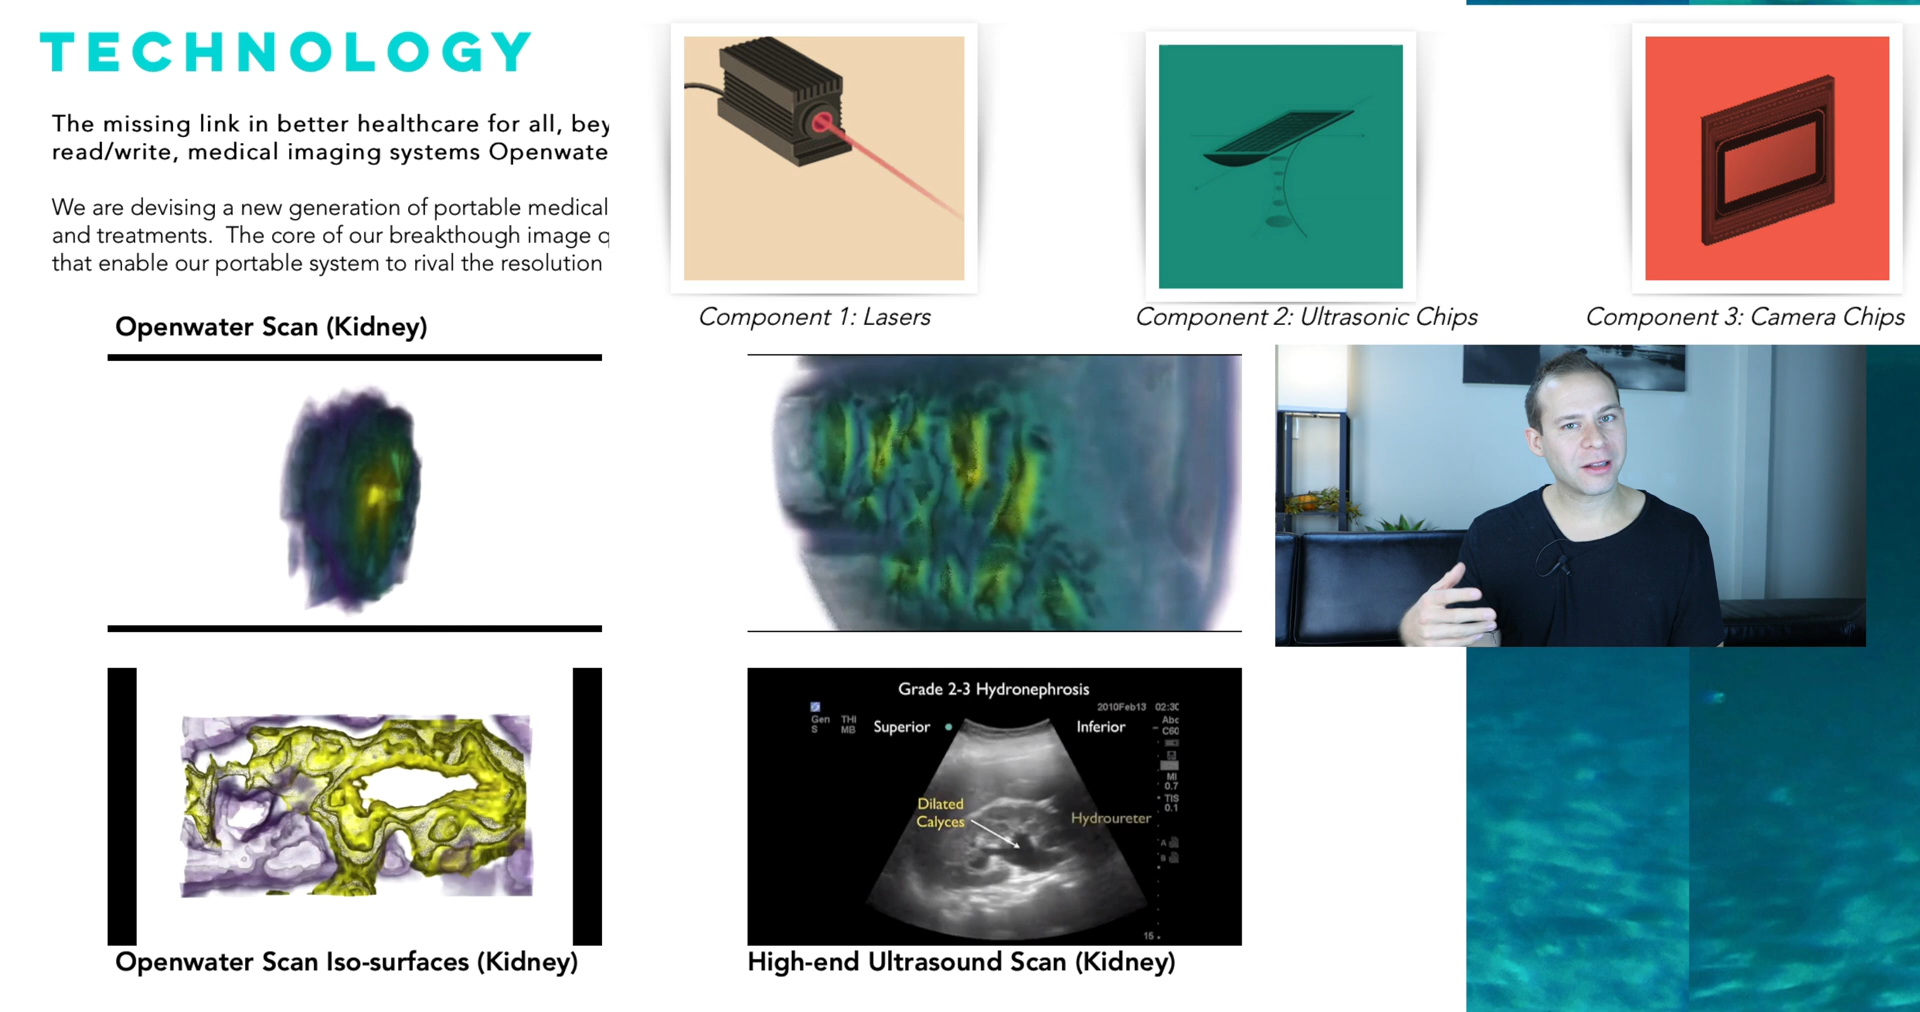 TECHNOLOGY
The missing link in better healthcare for all, bey
read/write, medical imaging systems Openwate
We are devising a new generation of portable medical
and treatments. The core of our breakthough image q
that enable our portable system to rival the resolution
Component 1: Lasers
Component 2: Ultrasonic Chips
Component 3: Camera Chips
Openwater Scan (Kidney)
Openwater Scan Iso-surfaces (Kidney)
Grade 2-3 Hydronephrosis
2010Feb13 02:30
Gen THI
S MB
Superior
Inferior
Abc
C60
MI
0.7
TIS
0.1
Dilated
Calyces
Hydroureter
A
B
15
High-end Ultrasound Scan (Kidney)